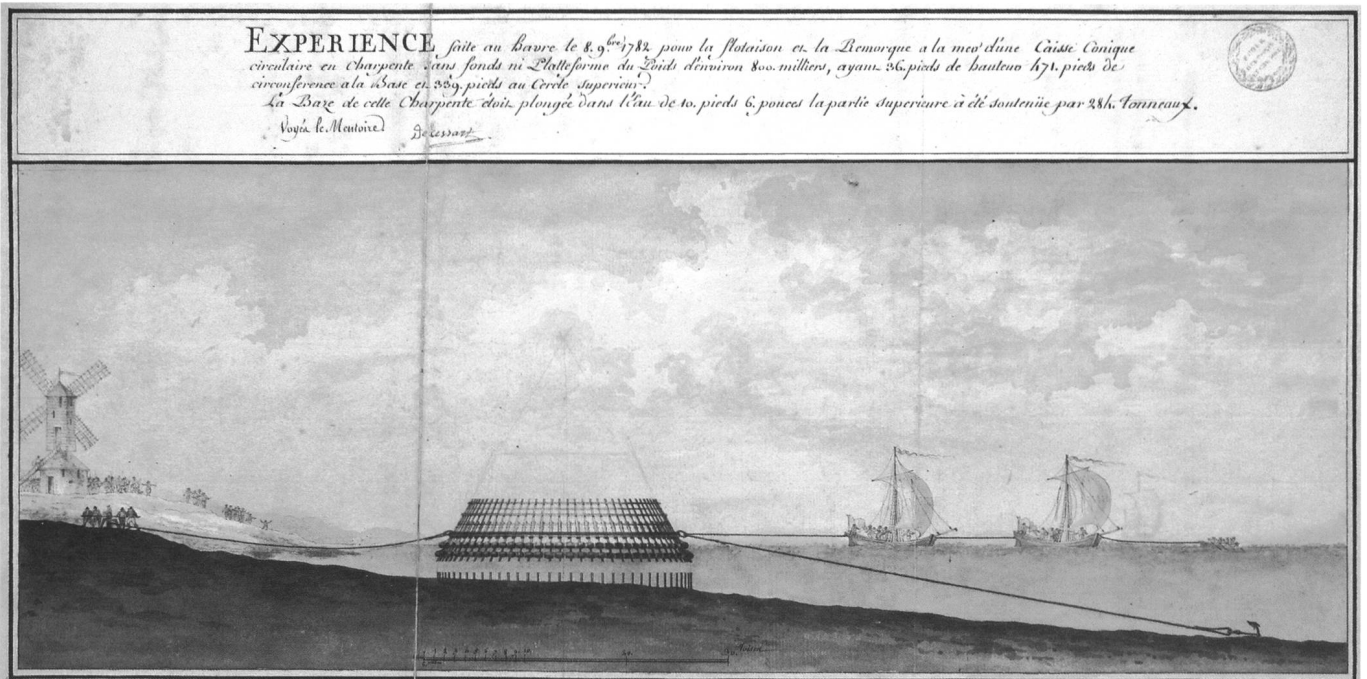 EXPERIENCE faite au havre le 8. 9.bre 1782 pour la flotaison et la Remorque a la mer d'une Caisse Conique
circulaire en Charpente sans fonds ni Platteforme du Poids d'environ 800. milliers, ayant 36. pieds de hauteur 471. pieds de
circonference a la Base et 339. pieds au Cercle Superieur.
La Baze de cette Charpente étoit plongée dans l'eau de 10. pieds 6. pouces la partie superieure à été soutenüe par 284. Tonneaux.
Voyés le Memoire Decessart